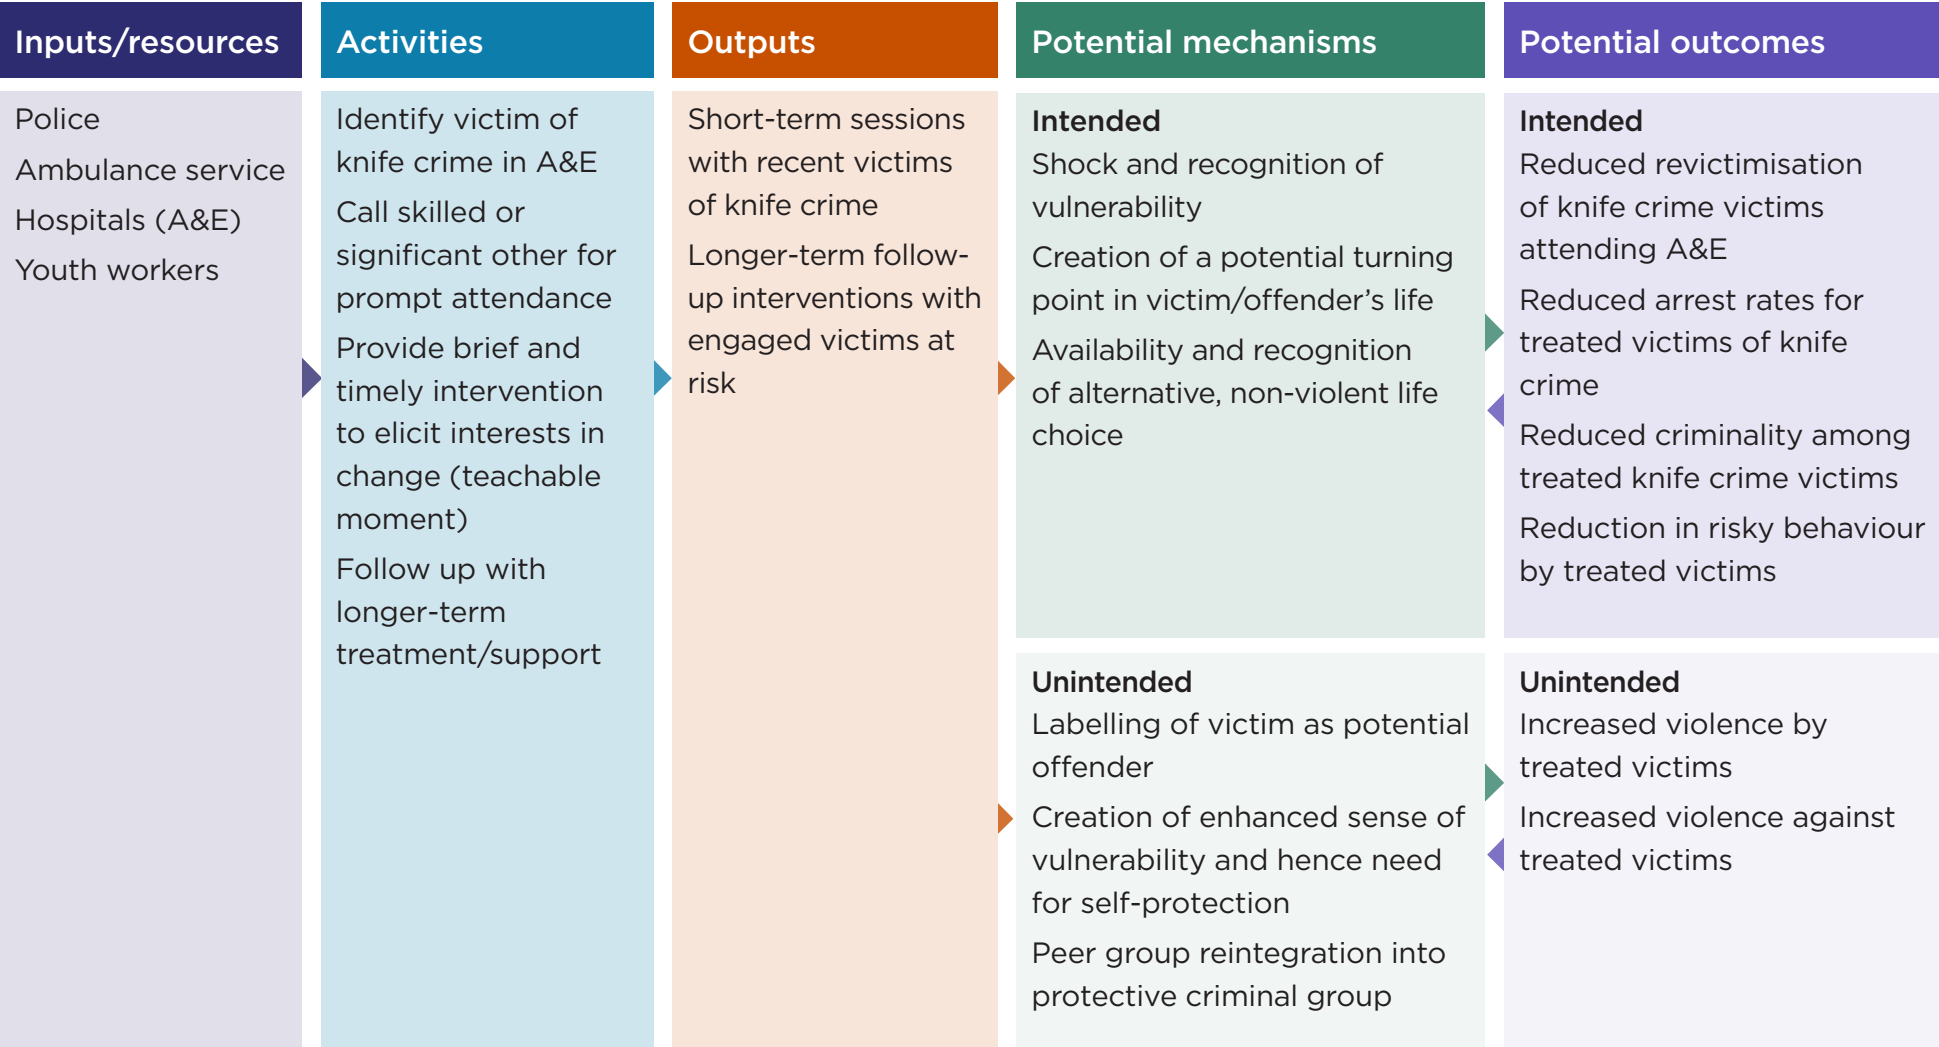 Inputs/resources
Police
Ambulance service
Hospitals (A&E)
Youth workers
Activities
Identify victim of
knife crime in A&E
Call skilled or
significant other for
prompt attendance
Provide brief and
timely intervention
to elicit interests in
change (teachable
moment)
Follow up with
longer-term
treatment/support
Outputs
Short-term sessions
with recent victims
of knife crime
Longer-term follow-
up interventions with
engaged victims at
risk
Potential mechanisms
Intended
Shock and recognition of
vulnerability
Creation of a potential turning
point in victim/offender’s life
Availability and recognition
of alternative, non-violent life
choice
Unintended
Labelling of victim as potential
offender
Creation of enhanced sense of
vulnerability and hence need
for self-protection
Peer group reintegration into
protective criminal group
Potential outcomes
Intended
Reduced revictimisation
of knife crime victims
attending A&E
Reduced arrest rates for
treated victims of knife
crime
Reduced criminality among
treated knife crime victims
Reduction in risky behaviour
by treated victims
Unintended
Increased violence by
treated victims
Increased violence against
treated victims